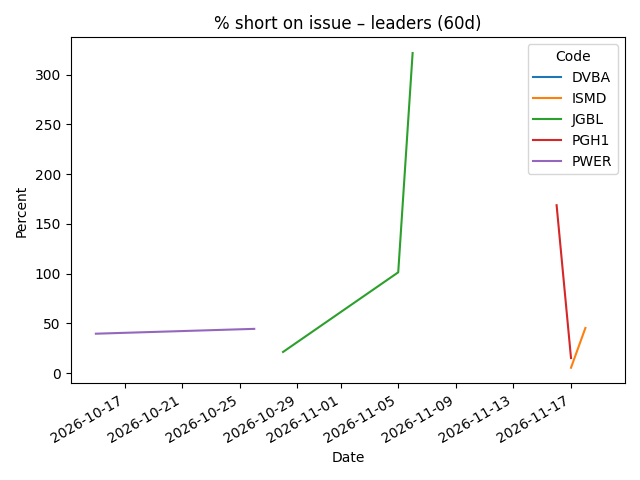 % short on issue – leaders (60d)
Percent
300
250
200
150
100
50
0
Code
DVBA
ISMD
JGBL
PGH1
PWER
2026-10-17
2026-10-21
2026-10-25
2026-10-29
2026-11-01
2026-11-05
2026-11-09
2026-11-13
2026-11-17
Date